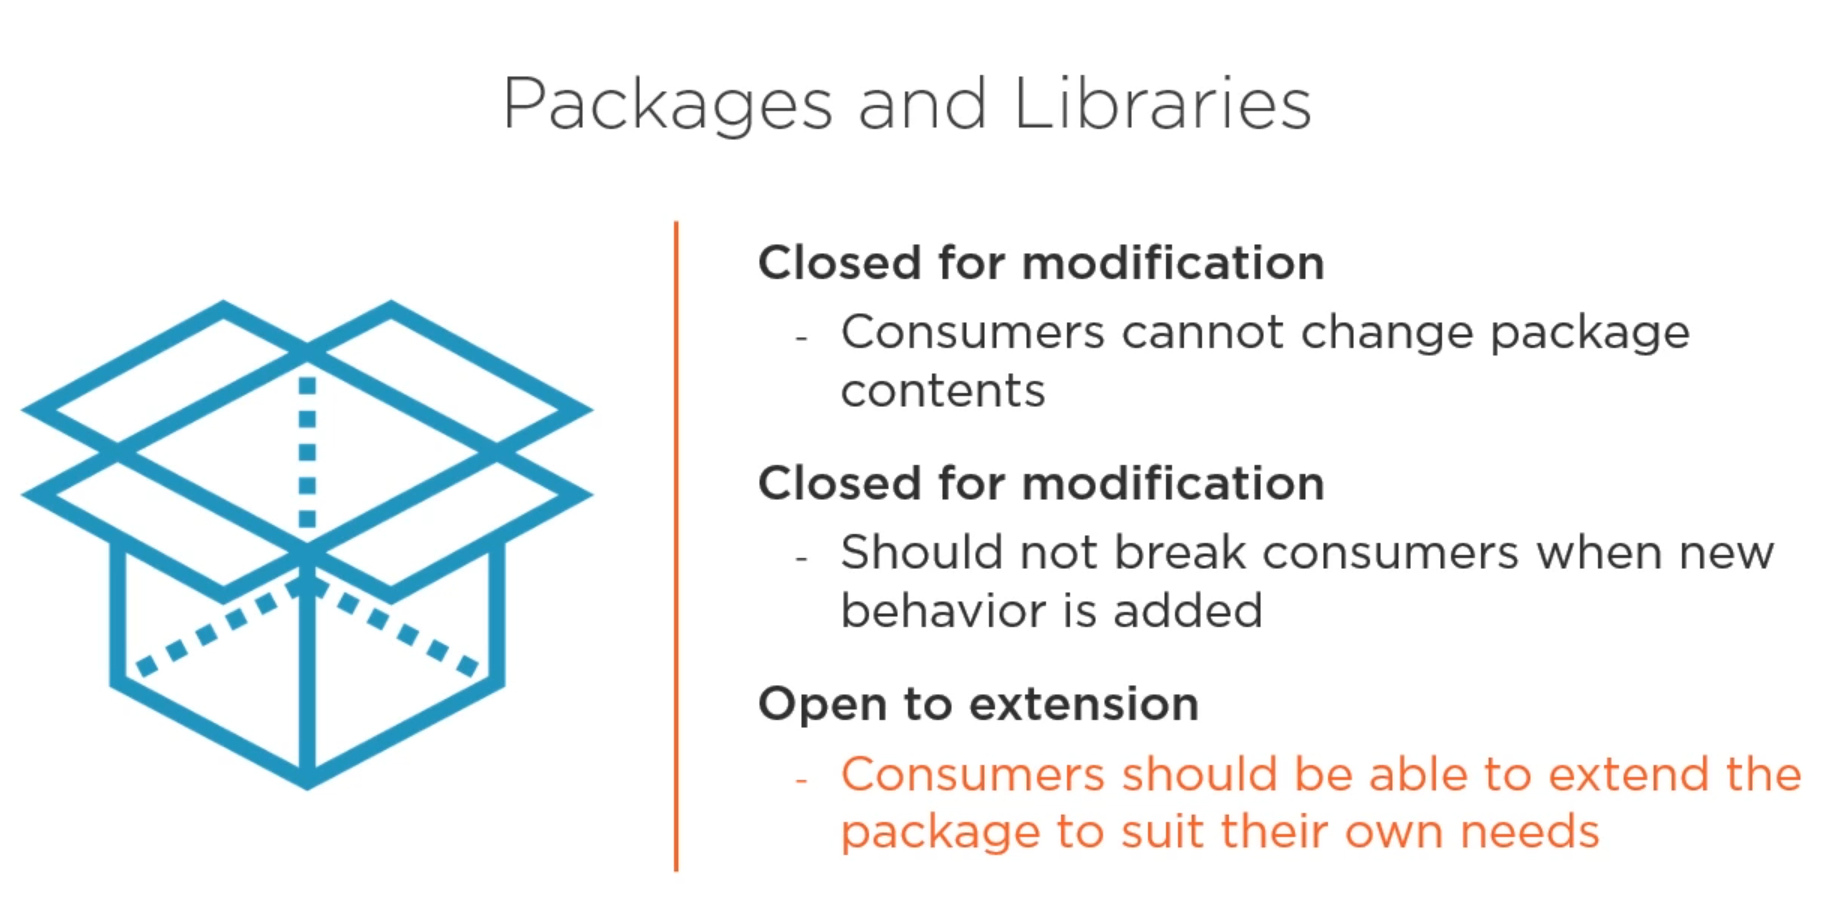 Packages and Libraries
Closed for modification
- Consumers cannot change package
contents
Closed for modification
- Should not break consumers when new
behavior is added
Open to extension
- Consumers should be able to extend the
package to suit their own needs